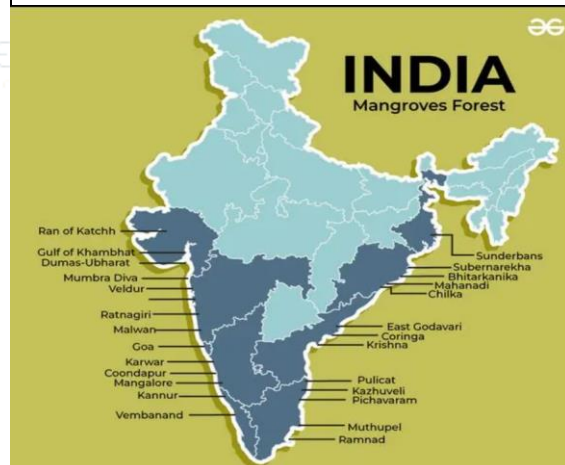 INDIA
Mangroves Forest
Ran of Katchh
Gulf of Khambhat
Dumas-Ubharat
Mumbra Diva
Veldur
Ratnagiri
Malwan
Goa
Karwar
Coondapur
Mangalore
Kannur
Vembanand
Sunderbans
Subernarekha
Bhitarkanika
Mahanadi
Chilka
East Godavari
Coringa
Krishna
Pulicat
Kazhuveli
Pichavaram
Muthupel
Ramnad